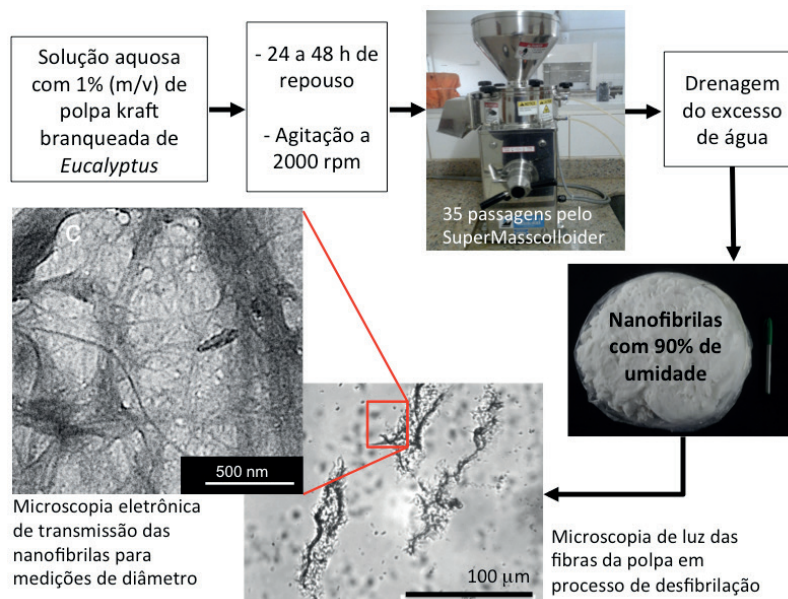 Solução aquosa
com 1% (m/v) de
polpa kraft
branqueada de
Eucalyptus
- 24 a 48 h de
repouso
- Agitação a
2000 rpm
35 passagens pelo
SuperMasscolloider
Drenagem
do excesso
de água
Nanofibrilas
com 90% de
umidade
C
500 nm
Microscopia eletrônica
de transmissão das
nanofibrilas para
medições de diâmetro
100 µm
Microscopia de luz das
fibras da polpa em
processo de desfibrilação